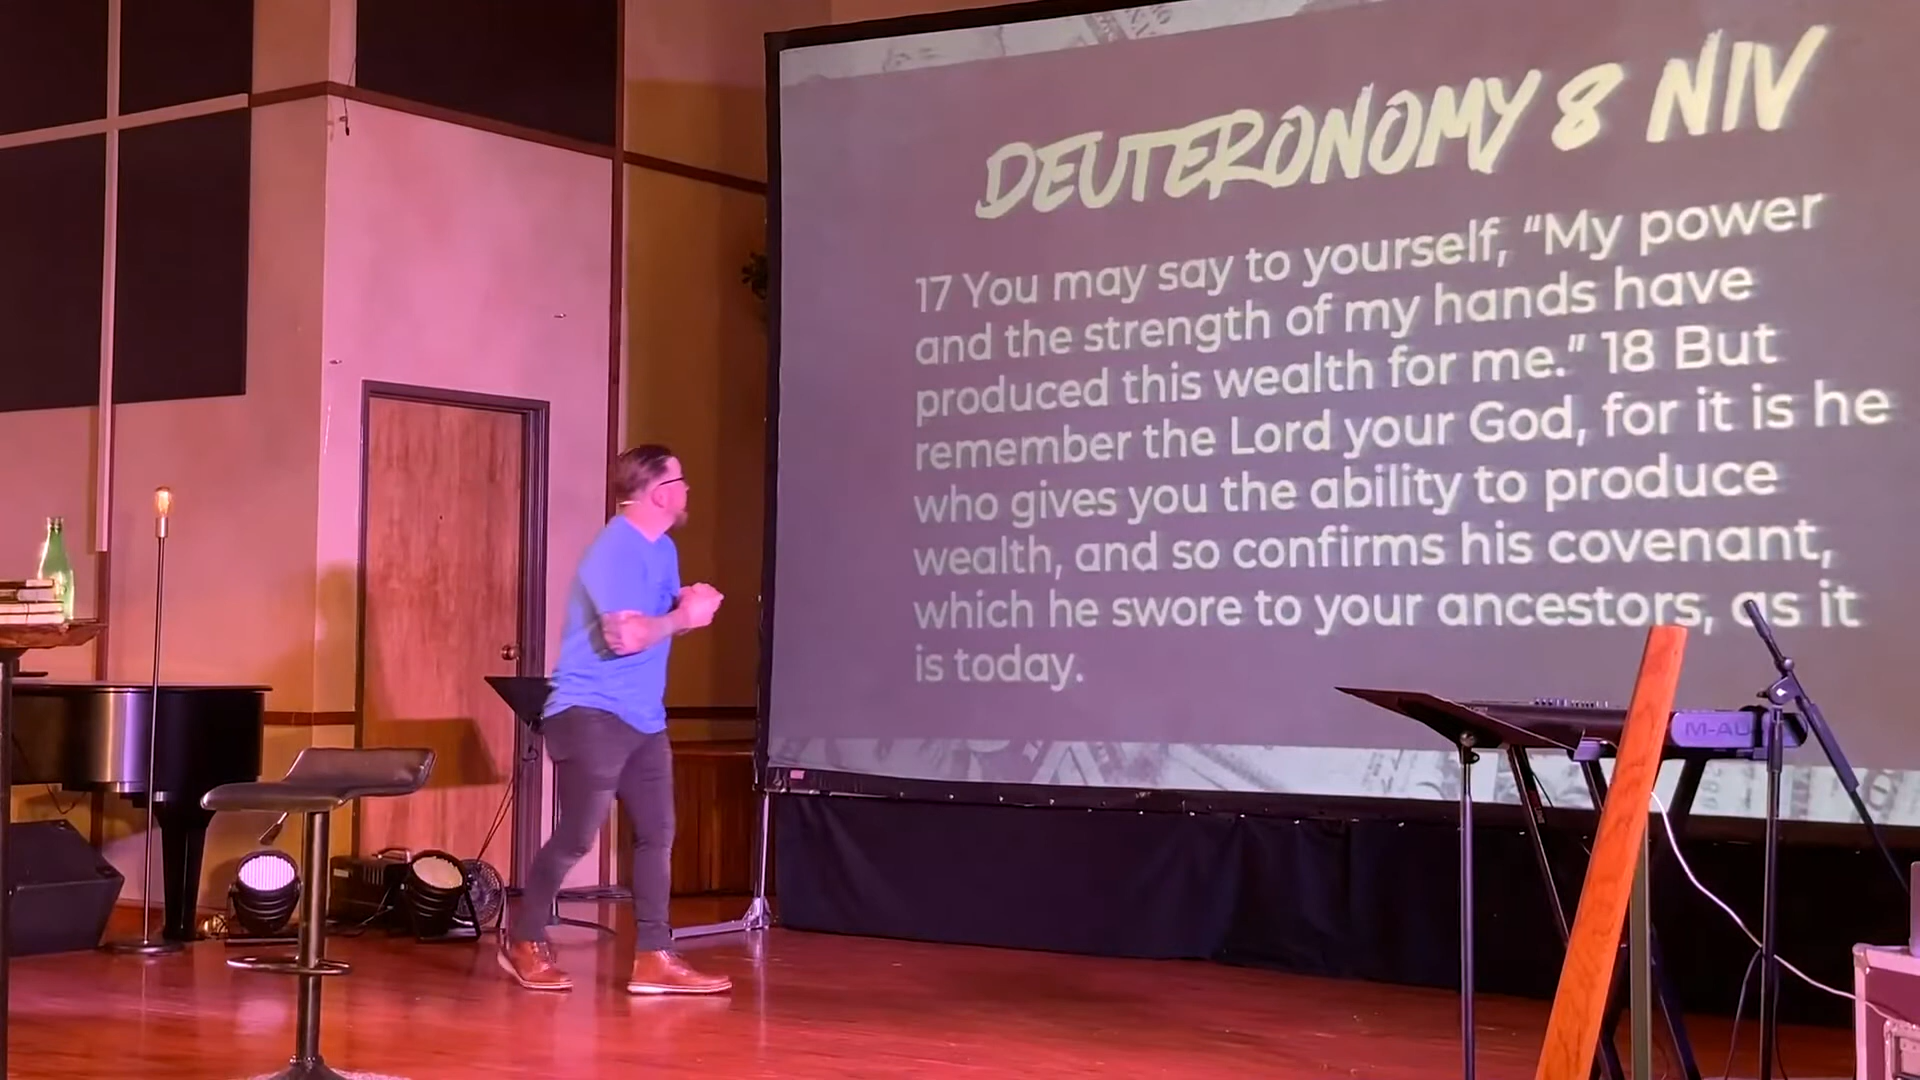 DEUTERONOMY 8 NIV
17 You may say to yourself, “My power
and the strength of my hands have
produced this wealth for me.” 18 But
remember the Lord your God, for it is he
who gives you the ability to produce
wealth, and so confirms his covenant,
which he swore to your ancestors, as it
is today.
M-AU